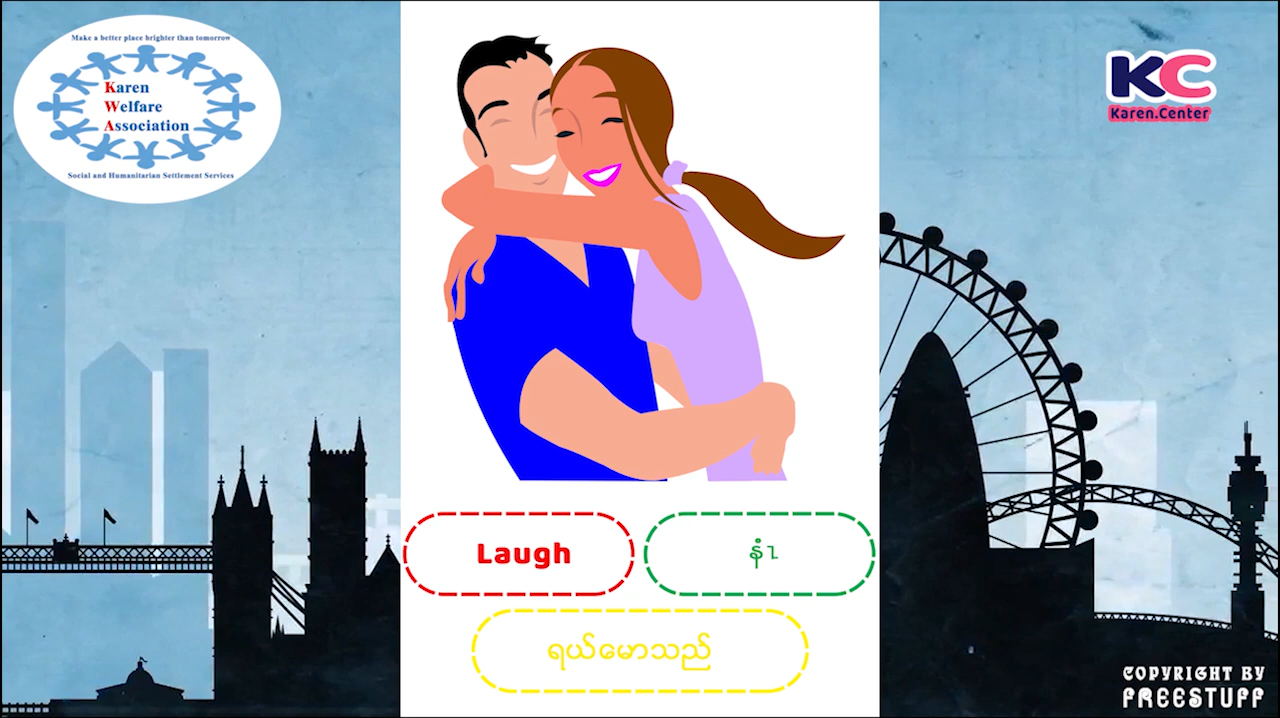 Make a better place brighter than tomorrow
Karen
Welfare
Association
Social and Humanitarian Settlement Services
KC
Karen.Center
Laugh
နံၤ
ရယ်မောသည်
COPYRIGHT BY
FREESTUFF